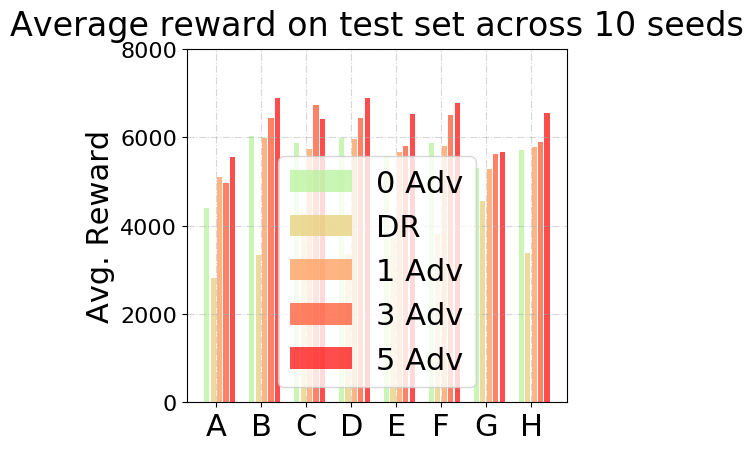 Average reward on test set across 10 seeds
Avg. Reward
8000
6000
4000
2000
0
0 Adv
DR
1 Adv
3 Adv
5 Adv
A B C D E F G H